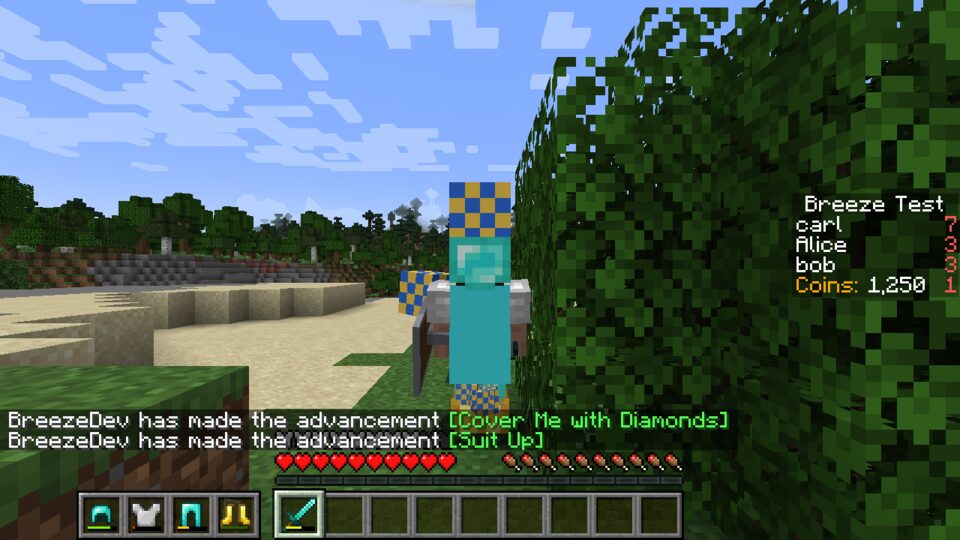 Breeze Test
carl 7
Alice 3
bob 3
Coins: 1,250 1
BreezeDev has made the advancement [Cover Me with Diamonds]
BreezeDev has made the advancement [Suit Up]